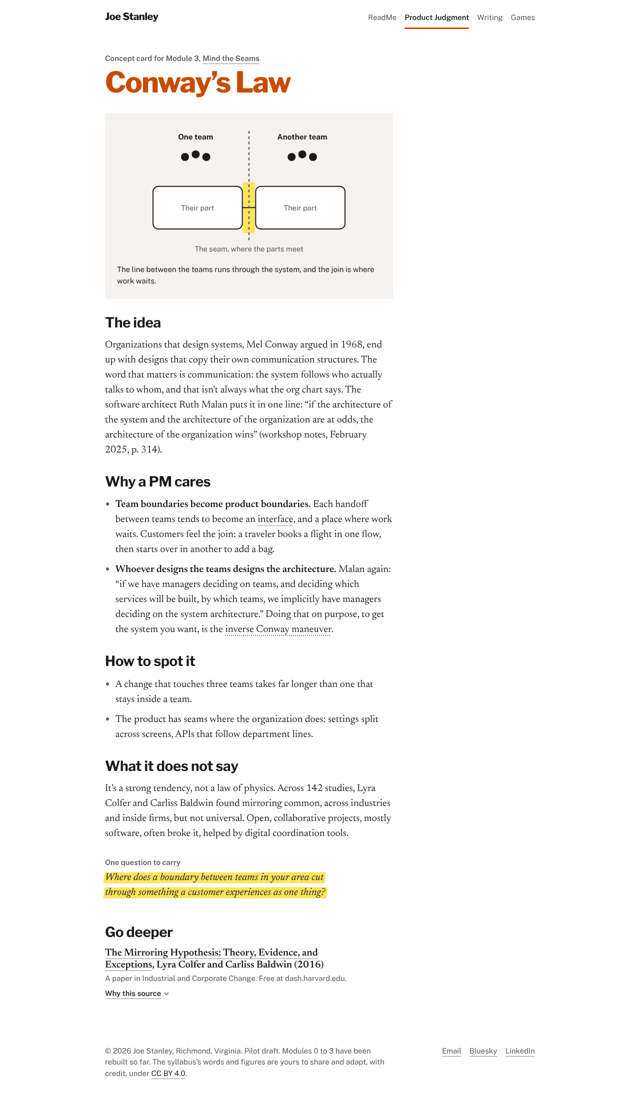 Joe Stanley
ReadMe Product Judgment Writing Games
Concept card for Module 3, Mind the Seams
Conway’s Law
One team Another team
Their part Their part
The seam, where the parts meet
The line between the teams runs through the system, and the join is where
work waits.
The idea
Organizations that design systems, Mel Conway argued in 1968, end
up with designs that copy their own communication structures. The
word that matters is communication: the system follows who actually
talks to whom, and that isn’t always what the org chart says. The
software architect Ruth Malan puts it in one line: “if the architecture of
the system and the architecture of the organization are at odds, the
architecture of the organization wins” (workshop notes, February
2025, p. 314).
Why a PM cares
Team boundaries become product boundaries. Each handoff
between teams tends to become an interface, and a place where work
waits. Customers feel the join: a traveler books a flight in one flow,
then starts over in another to add a bag.
Whoever designs the teams designs the architecture. Malan again:
“if we have managers deciding on teams, and deciding which
services will be built, by which teams, we implicitly have managers
deciding on the system architecture.” Doing that on purpose, to get
the system you want, is the inverse Conway maneuver.
How to spot it
A change that touches three teams takes far longer than one that
stays inside a team.
The product has seams where the organization does: settings split
across screens, APIs that follow department lines.
What it does not say
It’s a strong tendency, not a law of physics. Across 142 studies, Lyra
Colfer and Carliss Baldwin found mirroring common, across industries
and inside firms, but not universal. Open, collaborative projects, mostly
software, often broke it, helped by digital coordination tools.
One question to carry
Where does a boundary between teams in your area cut
through something a customer experiences as one thing?
Go deeper
The Mirroring Hypothesis: Theory, Evidence, and
Exceptions, Lyra Colfer and Carliss Baldwin (2016)
A paper in Industrial and Corporate Change. Free at dash.harvard.edu.
Why this source
© 2026 Joe Stanley, Richmond, Virginia. Pilot draft. Modules 0 to 3 have been
rebuilt so far. The syllabus’s words and figures are yours to share and adapt, with
credit, under CC BY 4.0.
Email Bluesky LinkedIn